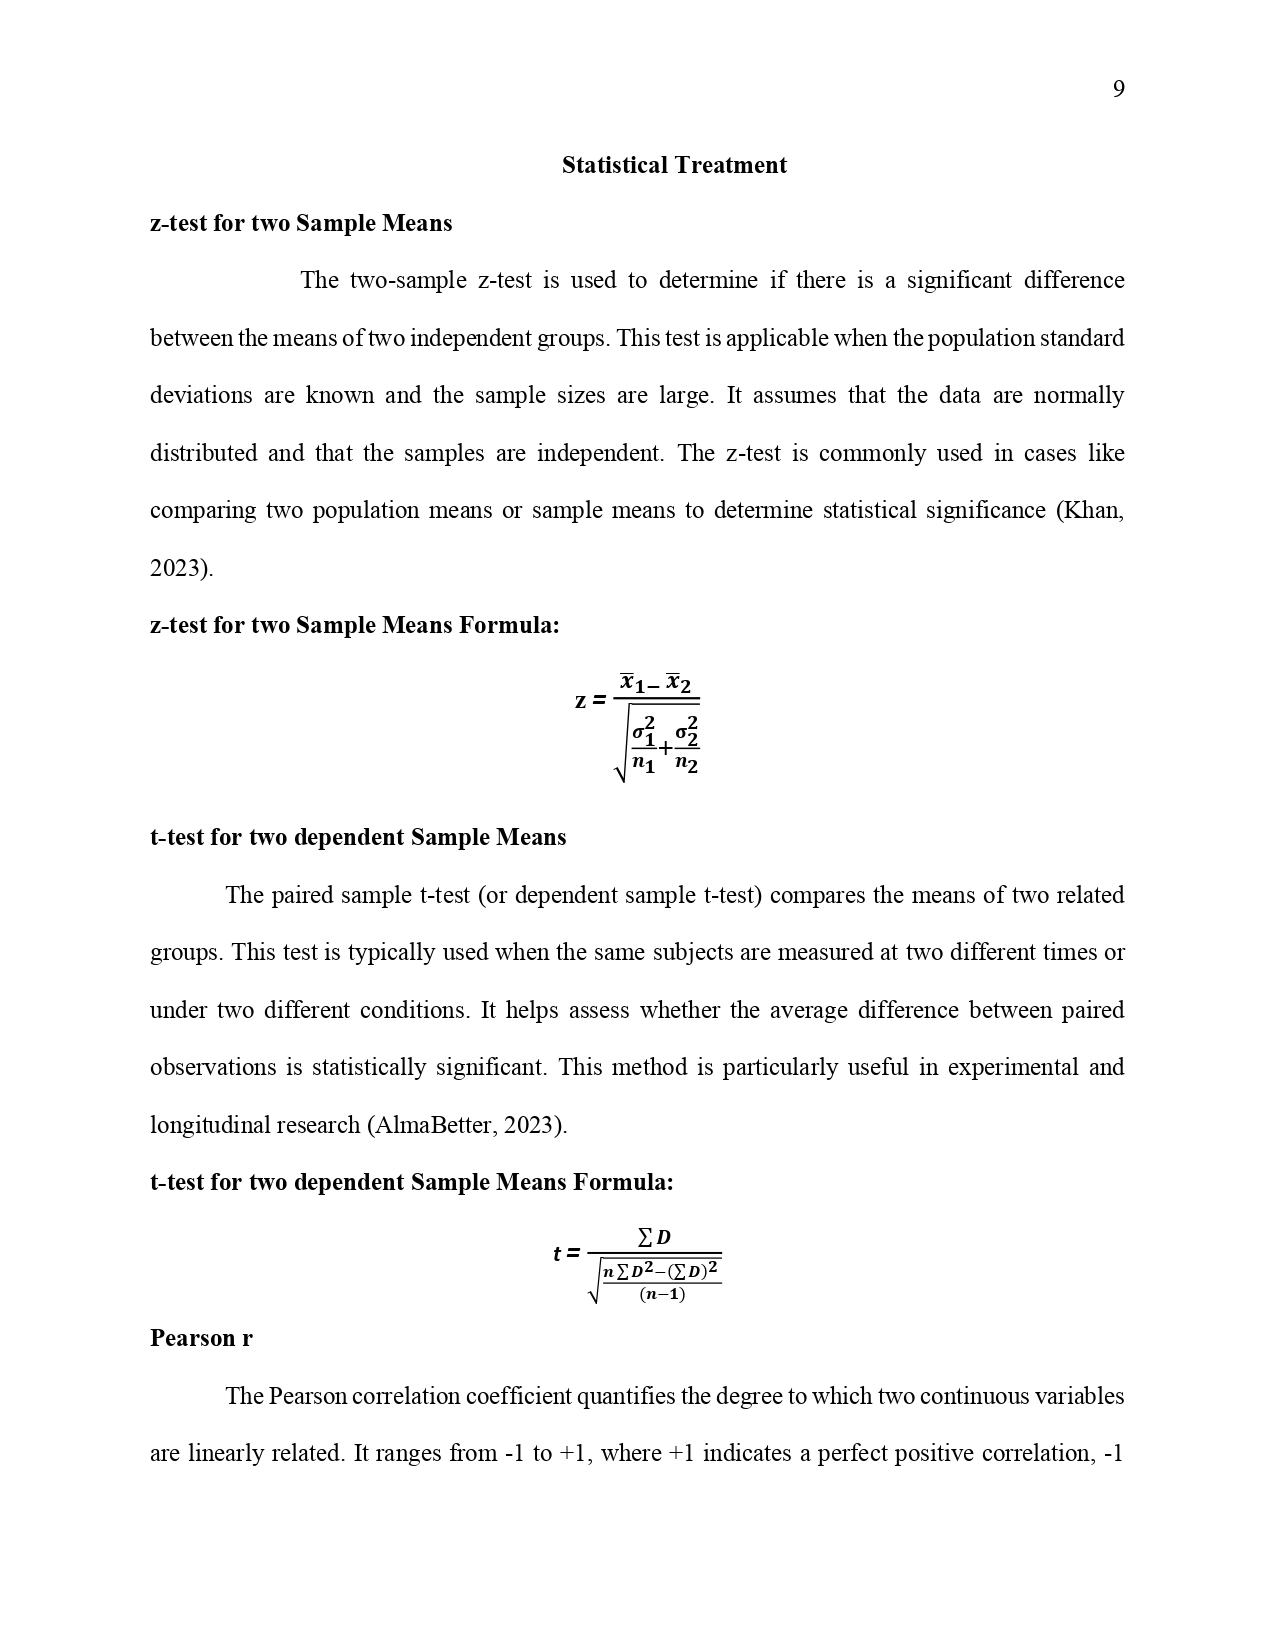 9
Statistical Treatment
z-test for two Sample Means
The two-sample z-test is used to determine if there is a significant difference
between the means of two independent groups. This test is applicable when the population standard
deviations are known and the sample sizes are large. It assumes that the data are normally
distributed and that the samples are independent. The z-test is commonly used in cases like
comparing two population means or sample means to determine statistical significance (Khan,
2023).
z-test for two Sample Means Formula:
z = \frac{\overline{x}_{1-}\overline{x}_2}{\sqrt{\frac{σ_1^2}{n_1}+\frac{σ_2^2}{n_2}}}
t-test for two dependent Sample Means
The paired sample t-test (or dependent sample t-test) compares the means of two related
groups. This test is typically used when the same subjects are measured at two different times or
under two different conditions. It helps assess whether the average difference between paired
observations is statistically significant. This method is particularly useful in experimental and
longitudinal research (AlmaBetter, 2023).
t-test for two dependent Sample Means Formula:
t = \frac{∑D}{\sqrt{\frac{n∑D^2−(∑D)^2}{(n−1)}}}
Pearson r
The Pearson correlation coefficient quantifies the degree to which two continuous variables
are linearly related. It ranges from -1 to +1, where +1 indicates a perfect positive correlation, -1